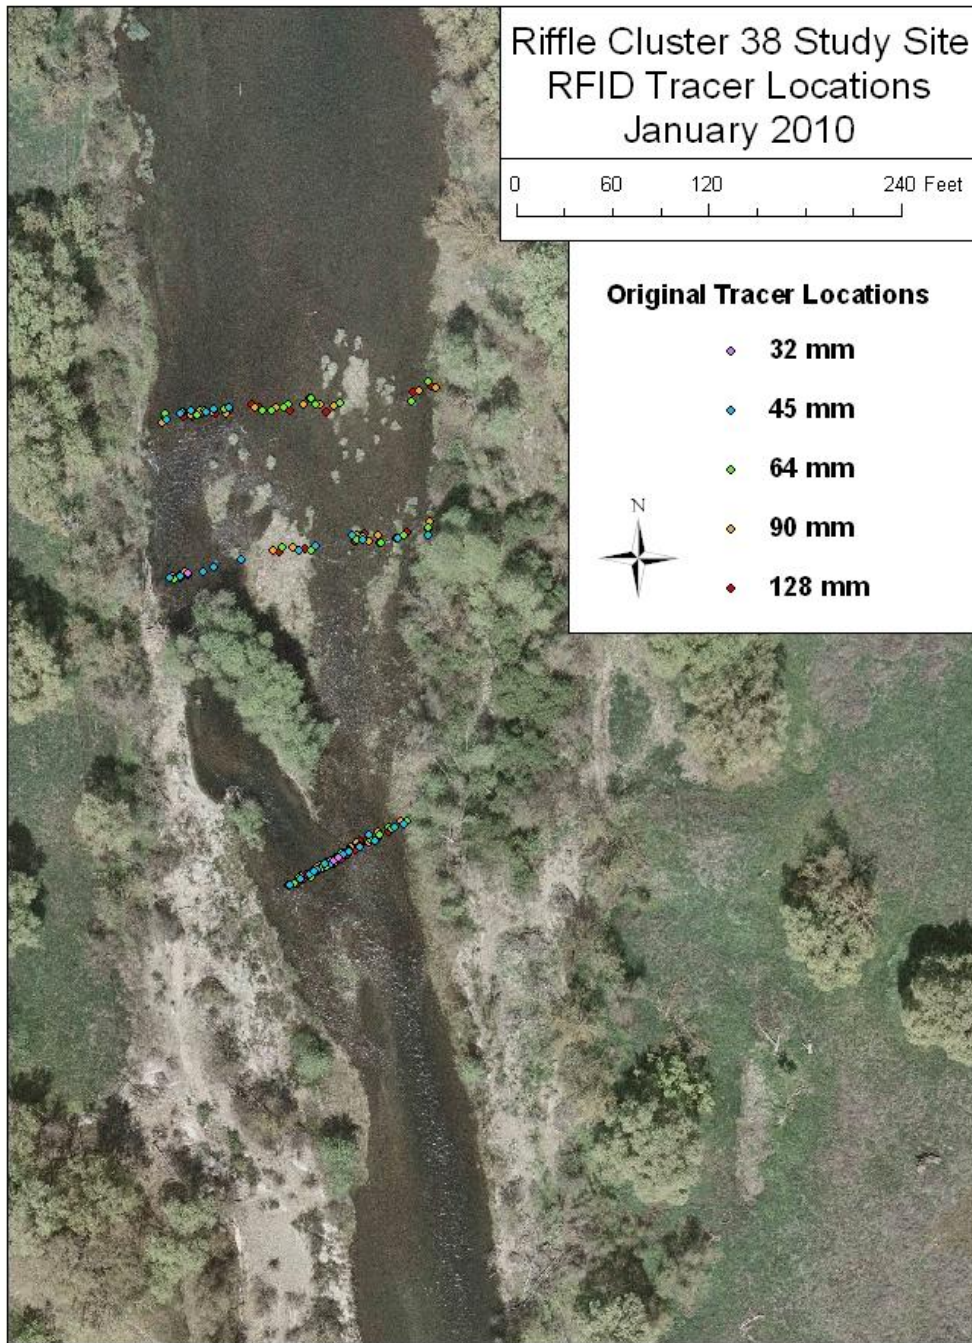 Riffle Cluster 38 Study Site
RFID Tracer Locations
January 2010
0 60 120 240 Feet
Original Tracer Locations
32 mm
45 mm
64 mm
90 mm
128 mm
N